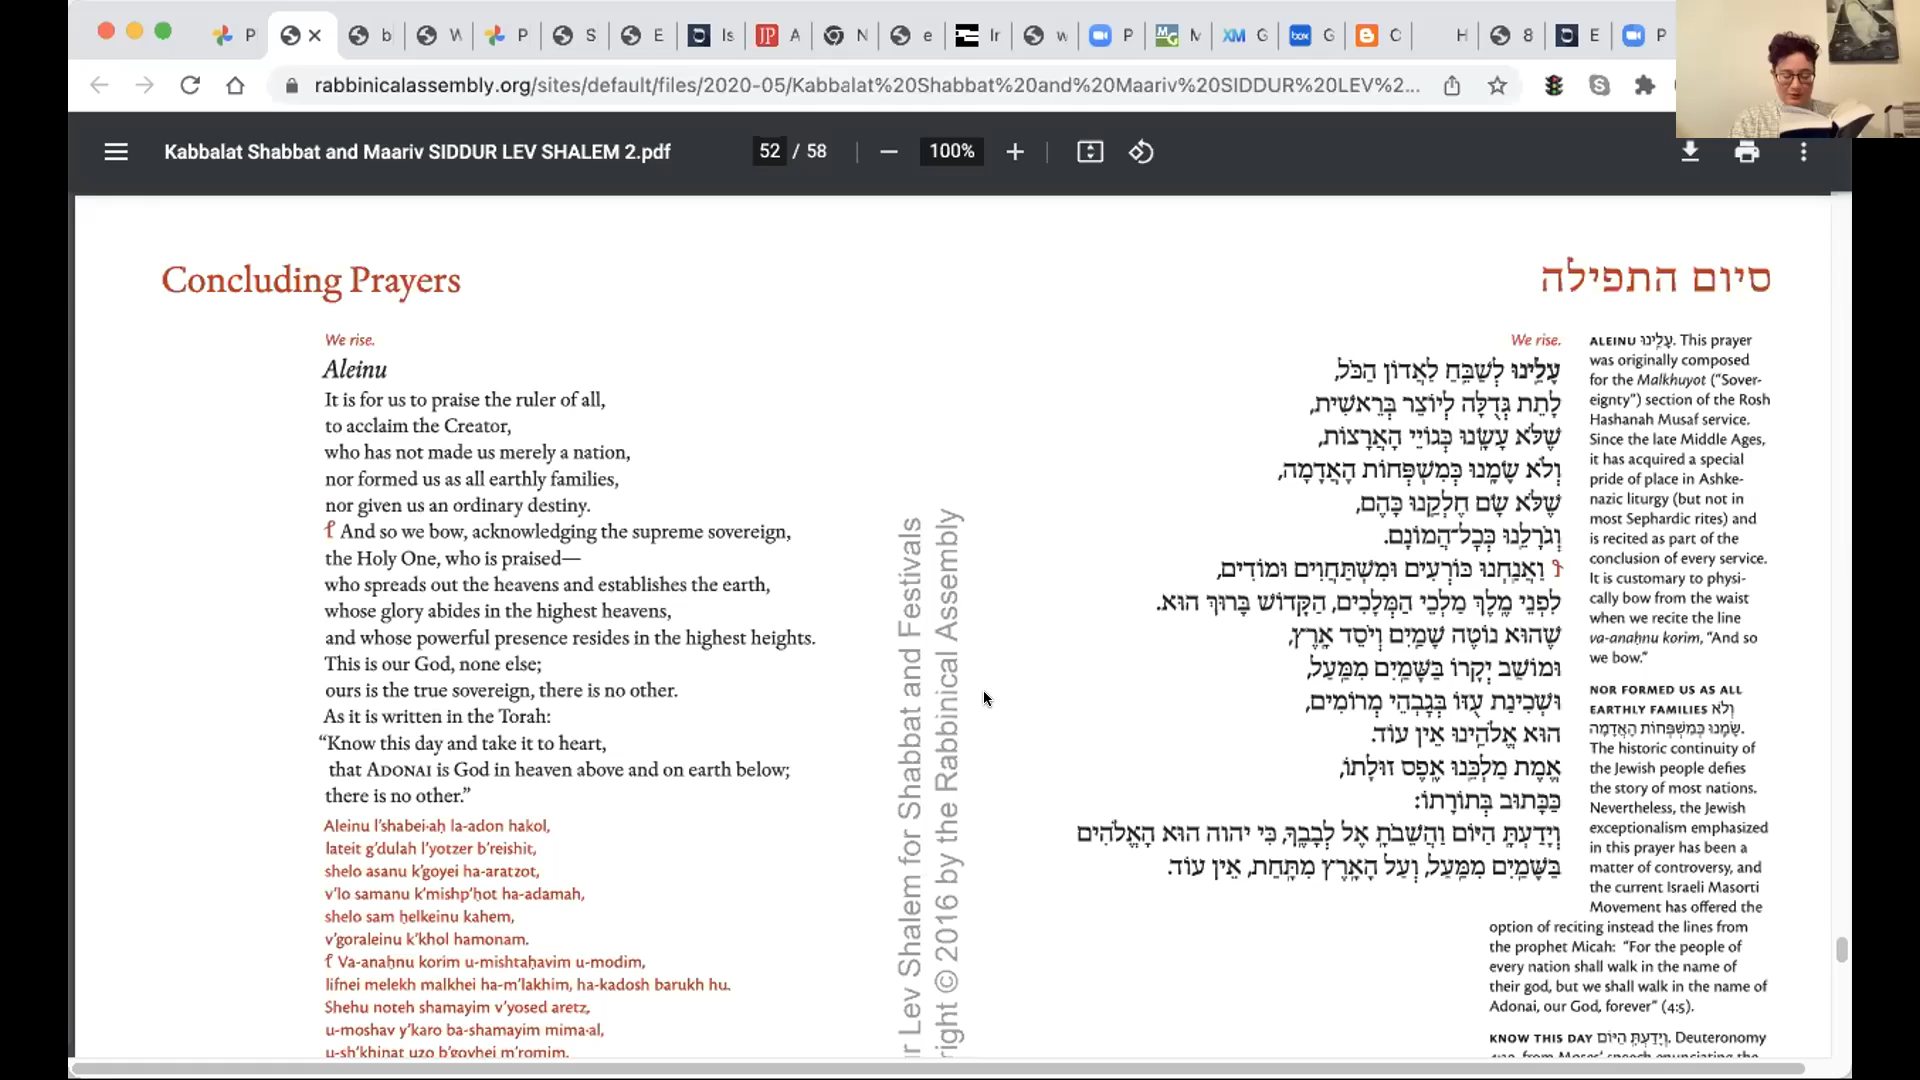 P
b
W
P
S
E
Is
A
N
e
Ir
w
P
M
G
G
C
H
8
E
P
rabbinicalassembly.org/sites/default/files/2020-05/Kabbalat%20Shabbat%20and%20Maariv%20SIDDUR%20LEV%2...
Kabbalat Shabbat and Maariv SIDDUR LEV SHALEM 2.pdf
52 / 58
100%
Concluding Prayers
סיום התפילה
We rise.
Aleinu
It is for us to praise the ruler of all,
to acclaim the Creator,
who has not made us merely a nation,
nor formed us as all earthly families,
nor given us an ordinary destiny.
And so we bow, acknowledging the supreme sovereign,
the Holy One, who is praised—
who spreads out the heavens and establishes the earth,
whose glory abides in the highest heavens,
and whose powerful presence resides in the highest heights.
This is our God, none else;
ours is the true sovereign, there is no other.
As it is written in the Torah:
“Know this day and take it to heart,
that ADONAI is God in heaven above and on earth below;
there is no other.”
Aleinu l’shabei·aḥ la-adon hakol,
lateit g’dulah l’yotzer b’reishit,
shelo asanu k’goyei ha-aratzot,
v’lo samanu k’mishp’ḥot ha-adamah,
shelo sam ḥelkeinu kahem,
v’goraleinu k’khol hamonam.
Va-anaḥnu korim u-mishtaḥavim u-modim,
lifnei melekh malkhei ha-m’lakhim, ha-kadosh barukh hu.
Shehu noteh shamayim v’yosed aretz,
u-moshav y’karo ba-shamayim mima·al,
u-sh’khinat uzo b’govhei m’romim.
r Lev Shalem for Shabbat and Festivals
right © 2016 by the Rabbinical Assembly
We rise.
עָלֵֽינוּ לְשַׁבֵּֽחַ לַאֲדוֹן הַכֹּל,
לָתֵת גְּדֻלָּה לְיוֹצֵר בְּרֵאשִׁית,
שֶׁלֹּא עָשָֽׂנוּ כְּגוֹיֵי הָאֲרָצוֹת,
וְלֹא שָׂמָֽנוּ כְּמִשְׁפְּחוֹת הָאֲדָמָה,
שֶׁלֹּא שָׂם חֶלְקֵֽנוּ כָּהֶם,
וְגֹרָלֵֽנוּ כְּכָל־הֲמוֹנָם.
וַאֲנַֽחְנוּ כּוֹרְעִים וּמִשְׁתַּחֲוִים וּמוֹדִים,
לִפְנֵי מֶֽלֶךְ מַלְכֵי הַמְּלָכִים, הַקָּדוֹשׁ בָּרוּךְ הוּא.
שֶׁהוּא נוֹטֶה שָׁמַֽיִם וְיֹסֵד אָֽרֶץ,
וּמוֹשַׁב יְקָרוֹ בַּשָּׁמַֽיִם מִמַּֽעַל,
וּשְׁכִינַת עֻזּוֹ בְּגָבְהֵי מְרוֹמִים,
הוּא אֱלֹהֵֽינוּ אֵין עוֹד.
אֱמֶת מַלְכֵּֽנוּ אֶֽפֶס זוּלָתוֹ,
כַּכָּתוּב בְּתוֹרָתוֹ:
וְיָדַעְתָּ הַיּוֹם וַהֲשֵׁבֹתָ אֶל לְבָבֶֽךָ, כִּי יהוה הוּא הָאֱלֹהִים
בַּשָּׁמַֽיִם מִמַּֽעַל, וְעַל הָאָֽרֶץ מִתָּֽחַת, אֵין עוֹד.
ALEINU עָלֵֽינוּ. This prayer
was originally composed
for the Malkhuyot (“Sover-
eignty”) section of the Rosh
Hashanah Musaf service.
Since the late Middle Ages,
it has acquired a special
pride of place in Ashke-
nazic liturgy (but not in
most Sephardic rites) and
is recited as part of the
conclusion of every service.
It is customary to physi-
cally bow from the waist
when we recite the line
va-anaḥnu korim, “And so
we bow.”
NOR FORMED US AS ALL
EARTHLY FAMILIES וְלֹא
שָׂמָֽנוּ כְּמִשְׁפְּחוֹת הָאֲדָמָה.
The historic continuity of
the Jewish people defies
the story of most nations.
Nevertheless, the Jewish
exceptionalism emphasized
in this prayer has been a
matter of controversy, and
the current Israeli Masorti
Movement has offered the
option of reciting instead the lines from
the prophet Micah: “For the people of
every nation shall walk in the name of
their god, but we shall walk in the name of
Adonai, our God, forever” (4:5).
KNOW THIS DAY וְיָדַעְתָּ הַיּוֹם. Deuteronomy
4:39, from Moses’ speech enunciating the